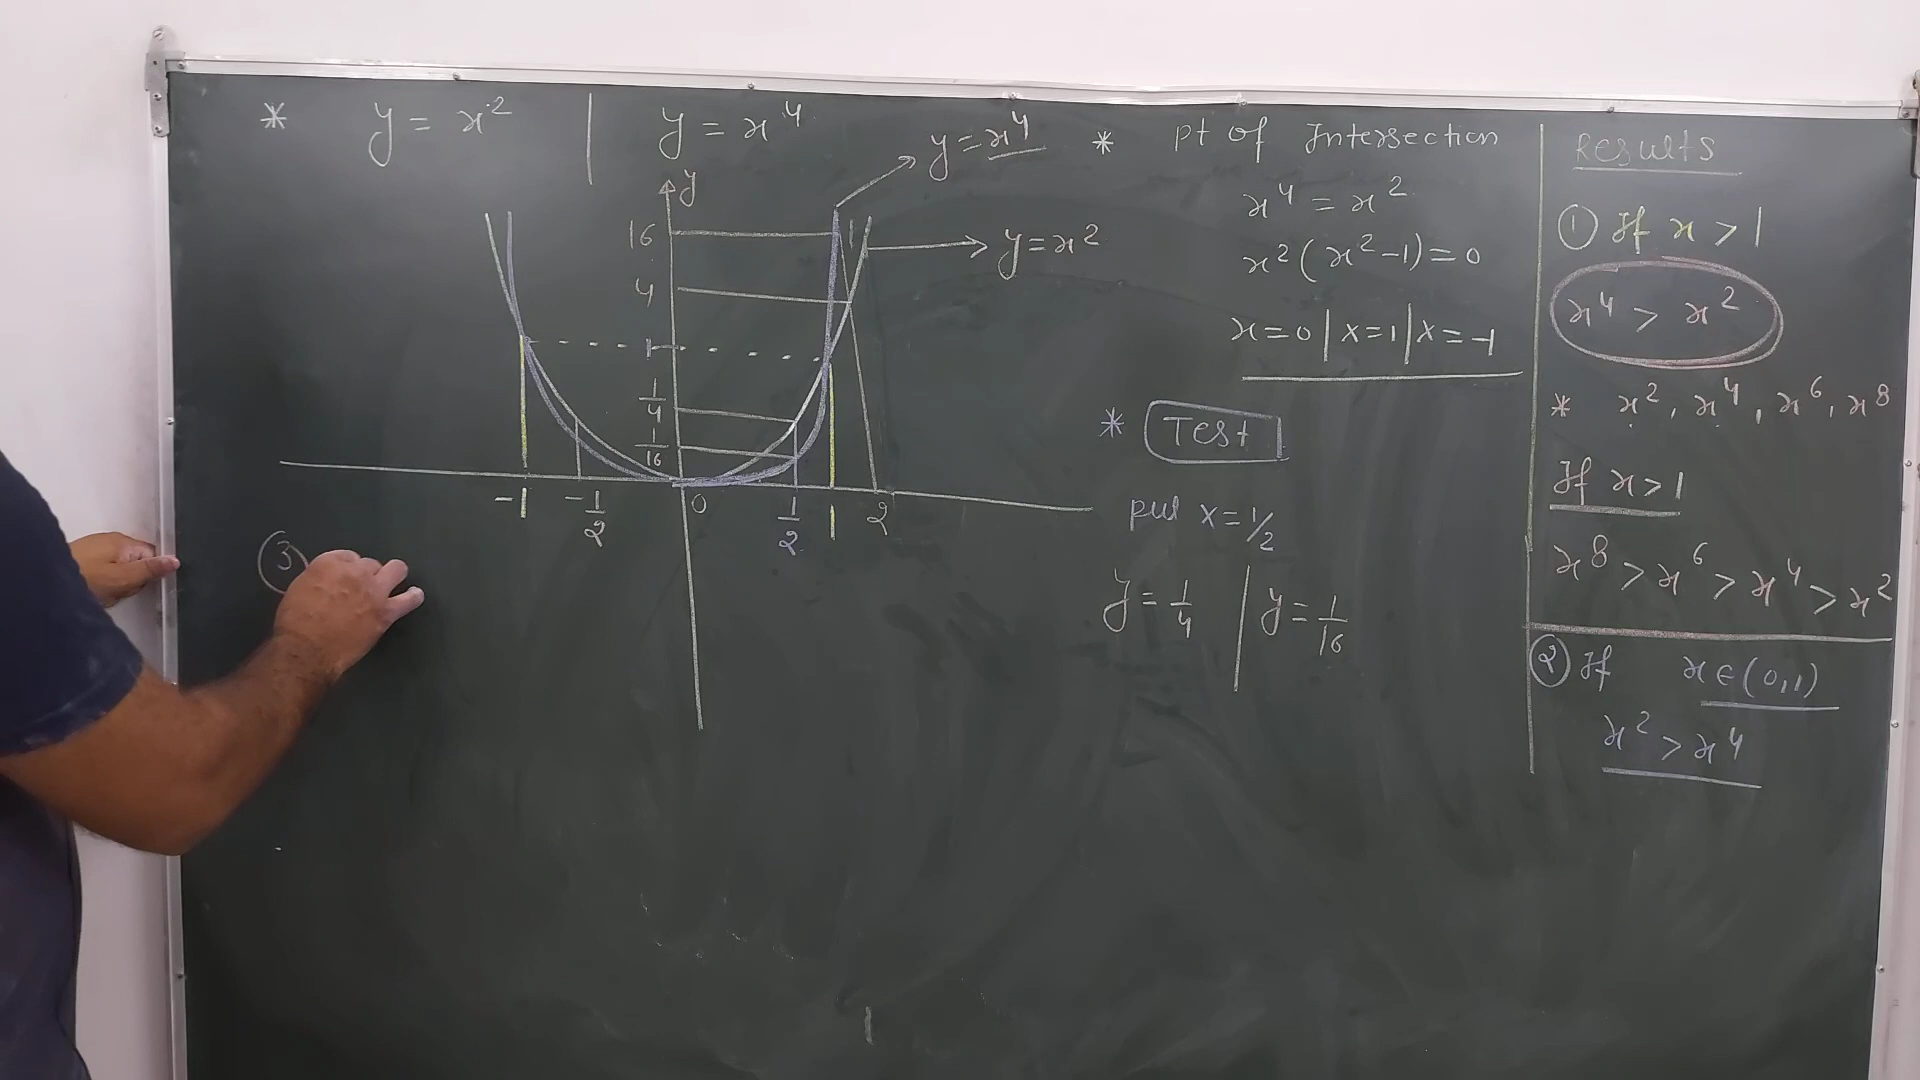 * y = x² | y = x⁴
y = x⁴
y
16
y = x²
4
1
1/4
1/16
-1 -1/2 0 1/2 1 2
③
* Pt of Intersection
x⁴ = x²
x²(x²-1)=0
x=0 | x=1 | x=-1
* Test
put x=1/2
y = 1/4 | y = 1/16
Results
① If x > 1
x⁴ > x²
* x², x⁴, x⁶, x⁸
If x>1
x⁸ > x⁶ > x⁴ > x²
② If x ∈ (0,1)
x² > x⁴